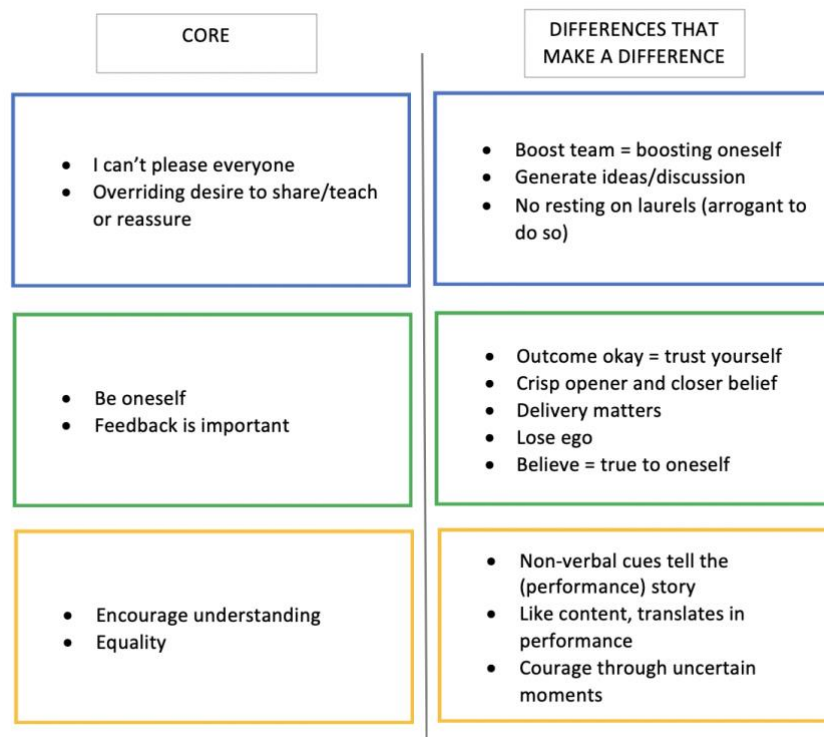 CORE
DIFFERENCES THAT
MAKE A DIFFERENCE
• I can’t please everyone
• Overriding desire to share/teach
or reassure
• Boost team = boosting oneself
• Generate ideas/discussion
• No resting on laurels (arrogant to
do so)
• Be oneself
• Feedback is important
• Outcome okay = trust yourself
• Crisp opener and closer belief
• Delivery matters
• Lose ego
• Believe = true to oneself
• Encourage understanding
• Equality
• Non-verbal cues tell the
(performance) story
• Like content, translates in
performance
• Courage through uncertain
moments